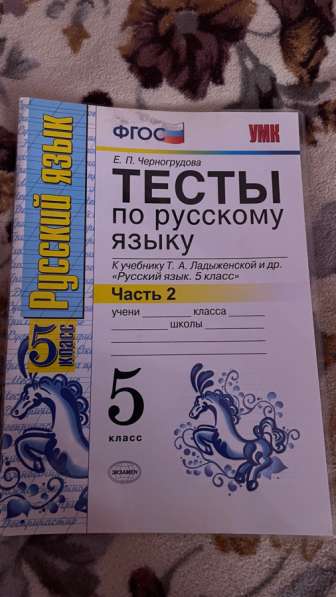 ФГОС
УМК
Е. П. Черногрудова
ТЕСТЫ
по русскому
языку
К учебнику Т. А. Ладыженской и др.
«Русский язык. 5 класс»
Часть 2
учени класса
школы
5
класс
ЭКЗАМЕН
Русский язык
5 класс